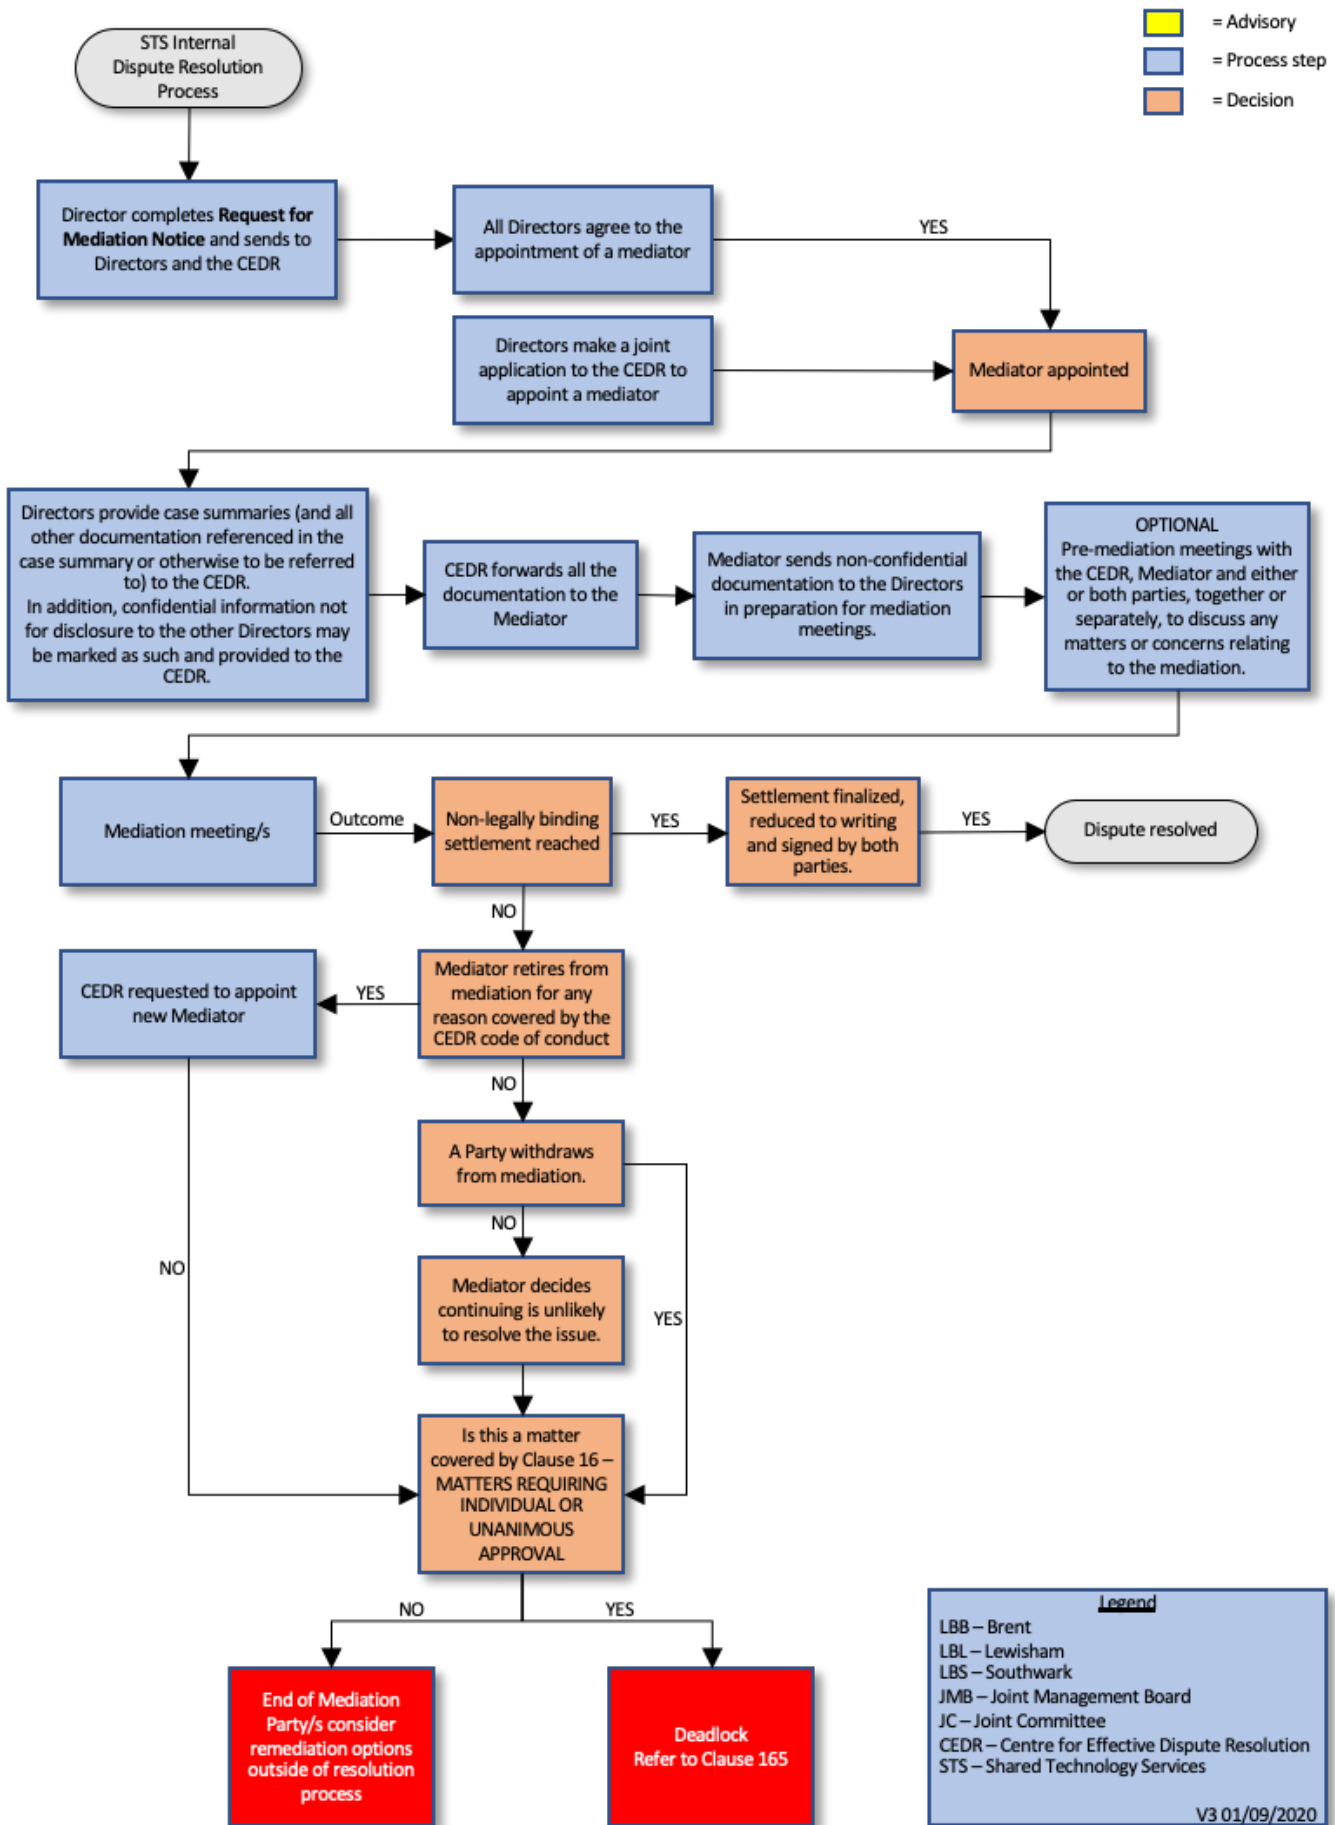 = Advisory
= Process step
= Decision
STS Internal
Dispute Resolution
Process
Director completes Request for
Mediation Notice and sends to
Directors and the CEDR
All Directors agree to the
appointment of a mediator
YES
Directors make a joint
application to the CEDR to
appoint a mediator
Mediator appointed
Directors provide case summaries (and all
other documentation referenced in the
case summary or otherwise to be referred
to) to the CEDR.
In addition, confidential information not
for disclosure to the other Directors may
be marked as such and provided to the
CEDR.
CEDR forwards all the
documentation to the
Mediator
Mediator sends non-confidential
documentation to the Directors
in preparation for mediation
meetings.
OPTIONAL
Pre-mediation meetings with
the CEDR, Mediator and either
or both parties, together or
separately, to discuss any
matters or concerns relating
to the mediation.
Mediation meeting/s
Outcome
Non-legally binding
settlement reached
YES
Settlement finalized,
reduced to writing
and signed by both
parties.
YES
Dispute resolved
NO
CEDR requested to appoint
new Mediator
YES
Mediator retires from
mediation for any
reason covered by the
CEDR code of conduct
NO
A Party withdraws
from mediation.
NO
NO
Mediator decides
continuing is unlikely
to resolve the issue.
YES
Is this a matter
covered by Clause 16 –
MATTERS REQUIRING
INDIVIDUAL OR
UNANIMOUS
APPROVAL
NO
YES
End of Mediation
Party/s consider
remediation options
outside of resolution
process
Deadlock
Refer to Clause 165
Legend
LBB – Brent
LBL – Lewisham
LBS – Southwark
JMB – Joint Management Board
JC – Joint Committee
CEDR – Centre for Effective Dispute Resolution
STS – Shared Technology Services
V3 01/09/2020